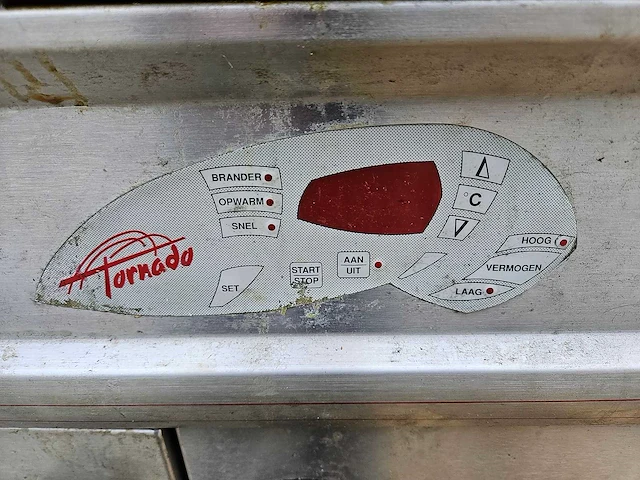 BRANDER
OPWARM
SNEL
°C
HOOG
VERMOGEN
LAAG
AAN
UIT
START
STOP
SET
Tornado